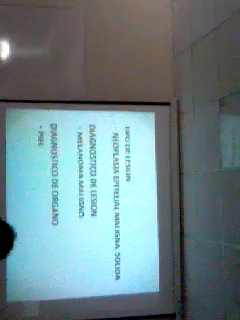 TIPO DE LESION
- NEOPLASIA EPITELIAL MALIGNA SOLIDA
DIAGNOSTICO DE LESION
- MELANOMA MALIGNO
DIAGNOSTICO DE ORGANO
- PIEL